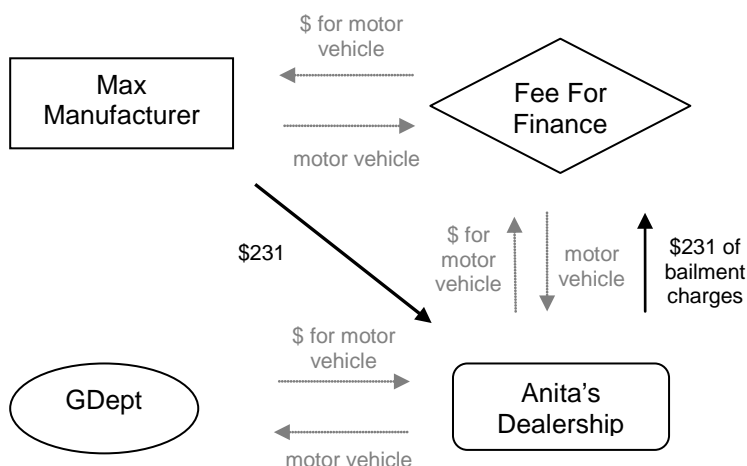 $ for motor
vehicle
Max
Manufacturer
Fee For
Finance
motor vehicle
$231
$ for
motor
vehicle
motor
vehicle
$231 of
bailment
charges
$ for motor
vehicle
GDept
Anita's
Dealership
motor vehicle